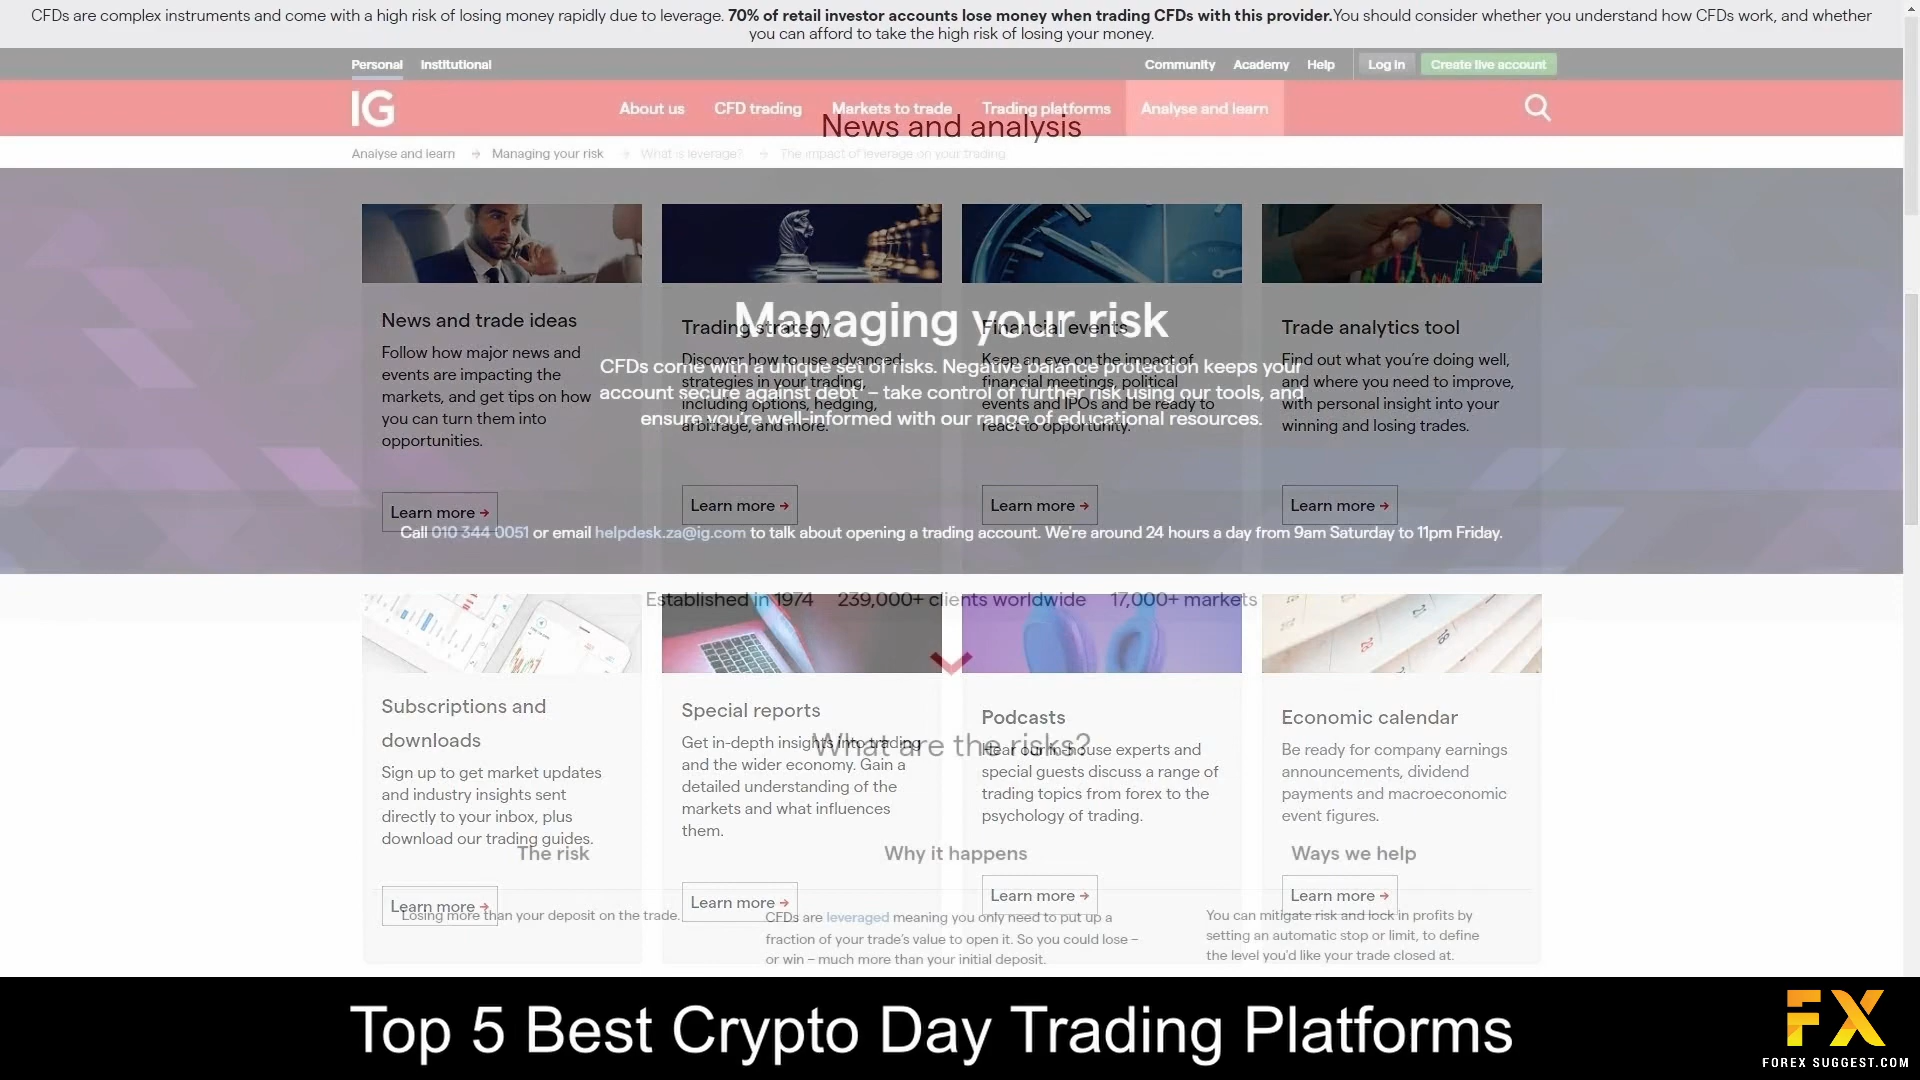 CFDs are complex instruments and come with a high risk of losing money rapidly due to leverage. 70% of retail investor accounts lose money when trading CFDs with this provider.You should consider whether you understand how CFDs work, and whether
you can afford to take the high risk of losing your money.
Personal Institutional Community Academy Help Log in Create live account
IG About us CFD trading Markets to trade Trading platforms Analyse and learn
News and analysis
Analyse and learn → Managing your risk → What is leverage? → The impact of leverage on your trading
Managing your risk
CFDs come with a unique set of risks. Negative balance protection keeps your
account secure against debt – take control of further risk using our tools, and
ensure you're well-informed with our range of educational resources.
News and trade ideas
Follow how major news and
events are impacting the
markets, and get tips on how
you can turn them into
opportunities.
Learn more →
Trading strategy
Discover how to use advanced
strategies in your trading,
including options, hedging,
arbitrage, and more.
Learn more →
Financial events
Keep an eye on the impact of
financial meetings, political
events and IPOs and be ready to
react to opportunity.
Learn more →
Trade analytics tool
Find out what you're doing well,
and where you need to improve,
with personal insight into your
winning and losing trades.
Learn more →
Call 010 344 0051 or email helpdesk.za@ig.com to talk about opening a trading account. We're around 24 hours a day from 9am Saturday to 11pm Friday.
Established in 1974 239,000+ clients worldwide 17,000+ markets
Subscriptions and
downloads
Sign up to get market updates
and industry insights sent
directly to your inbox, plus
download our trading guides.
Learn more →
Special reports
Get in-depth insights into trading
and the wider economy. Gain a
detailed understanding of the
markets and what influences
them.
Learn more →
Podcasts
Hear our in-house experts and
special guests discuss a range of
trading topics from forex to the
psychology of trading.
Learn more →
Economic calendar
Be ready for company earnings
announcements, dividend
payments and macroeconomic
event figures.
Learn more →
What are the risks?
The risk Why it happens Ways we help
Losing more than your deposit on the trade.
CFDs are leveraged meaning you only need to put up a
fraction of your trade's value to open it. So you could lose –
or win – much more than your initial deposit.
You can mitigate risk and lock in profits by
setting an automatic stop or limit, to define
the level you'd like your trade closed at.
Top 5 Best Crypto Day Trading Platforms
FX
FOREX SUGGEST.COM